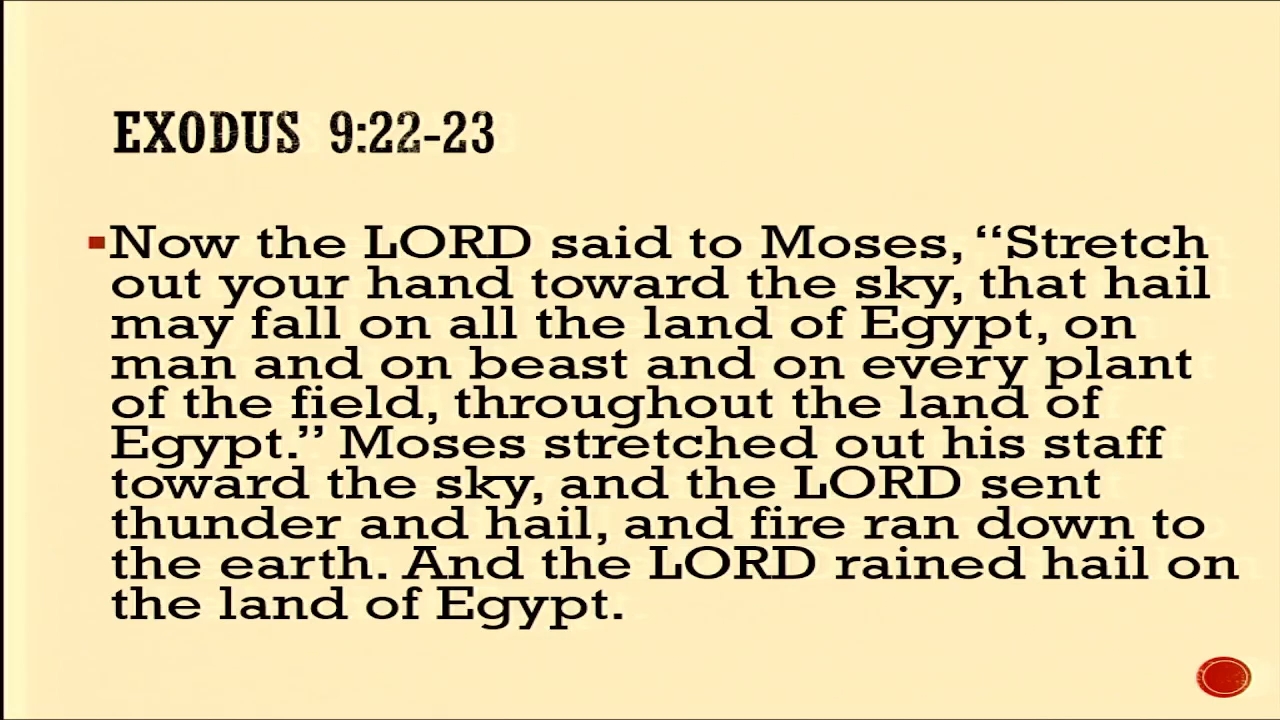 EXODUS 9:22-23
▪Now the LORD said to Moses, “Stretch
out your hand toward the sky, that hail
may fall on all the land of Egypt, on
man and on beast and on every plant
of the field, throughout the land of
Egypt.” Moses stretched out his staff
toward the sky, and the LORD sent
thunder and hail, and fire ran down to
the earth. And the LORD rained hail on
the land of Egypt.